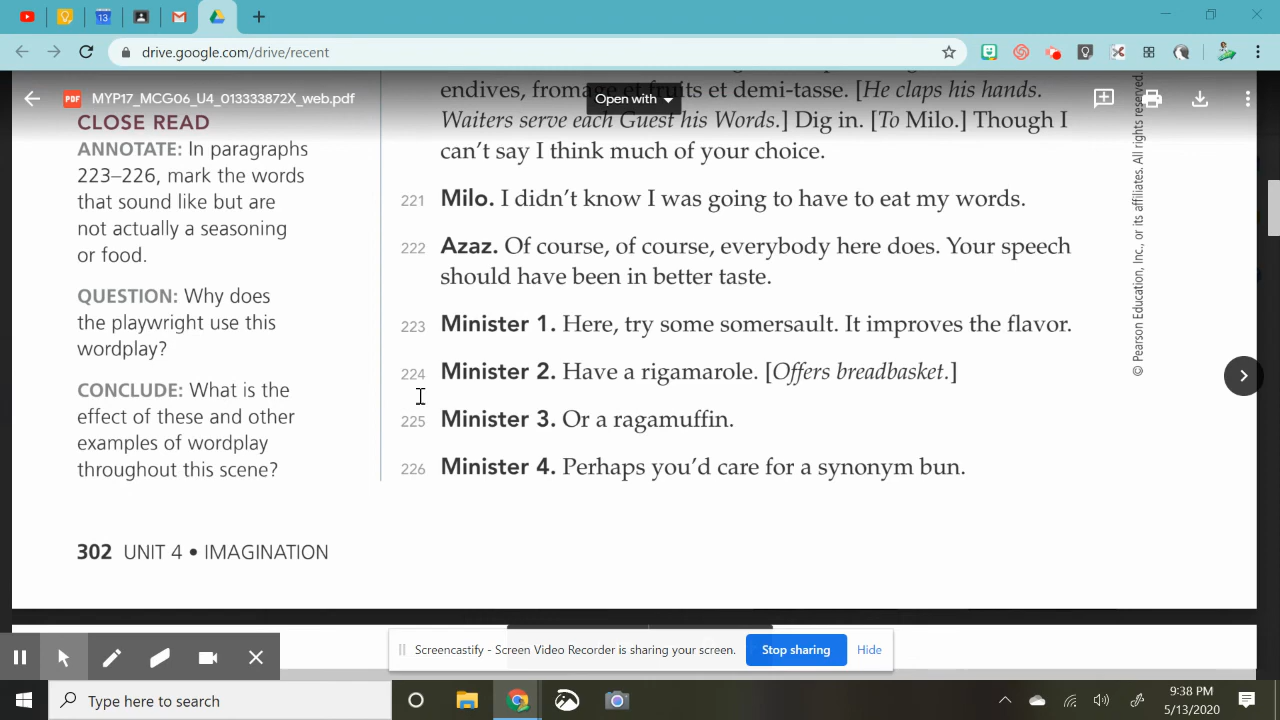 13
drive.google.com/drive/recent
endives, fromage et fruits et demi-tasse. [He claps his hands.
MYP17_MCG06_U4_013333872X_web.pdf
Open with
CLOSE READ
Waiters serve each Guest his Words.] Dig in. [To Milo.] Though I
can't say I think much of your choice.
ANNOTATE: In paragraphs
223–226, mark the words
that sound like but are
not actually a seasoning
or food.
QUESTION: Why does
the playwright use this
wordplay?
CONCLUDE: What is the
effect of these and other
examples of wordplay
throughout this scene?
221 Milo. I didn't know I was going to have to eat my words.
222 Azaz. Of course, of course, everybody here does. Your speech
should have been in better taste.
223 Minister 1. Here, try some somersault. It improves the flavor.
224 Minister 2. Have a rigamarole. [Offers breadbasket.]
225 Minister 3. Or a ragamuffin.
226 Minister 4. Perhaps you'd care for a synonym bun.
© Pearson Education, Inc., or its affiliates. All rights reserved.
302 UNIT 4 • IMAGINATION
Screencastify - Screen Video Recorder is sharing your screen.
Stop sharing
Hide
Type here to search
9:38 PM
5/13/2020